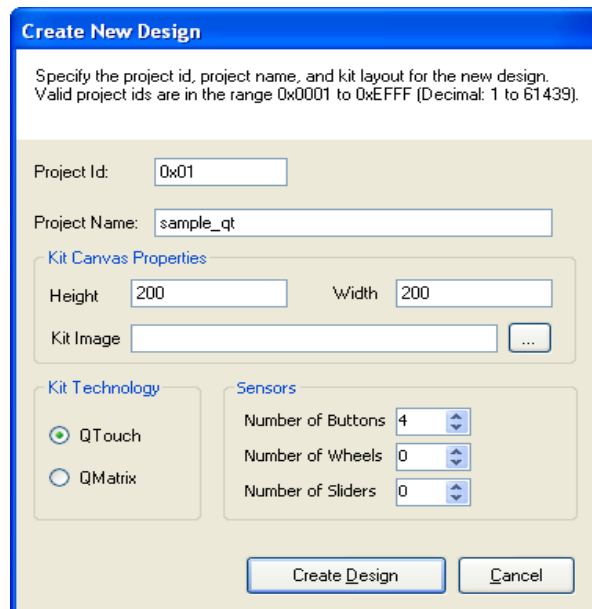 Create New Design
Specify the project id, project name, and kit layout for the new design.
Valid project ids are in the range 0x0001 to 0xEFFF (Decimal: 1 to 61439).
Project Id: 0x01
Project Name: sample_qt
Kit Canvas Properties
Height 200 Width 200
Kit Image ...
Kit Technology
QTouch
QMatrix
Sensors
Number of Buttons 4
Number of Wheels 0
Number of Sliders 0
Create Design Cancel